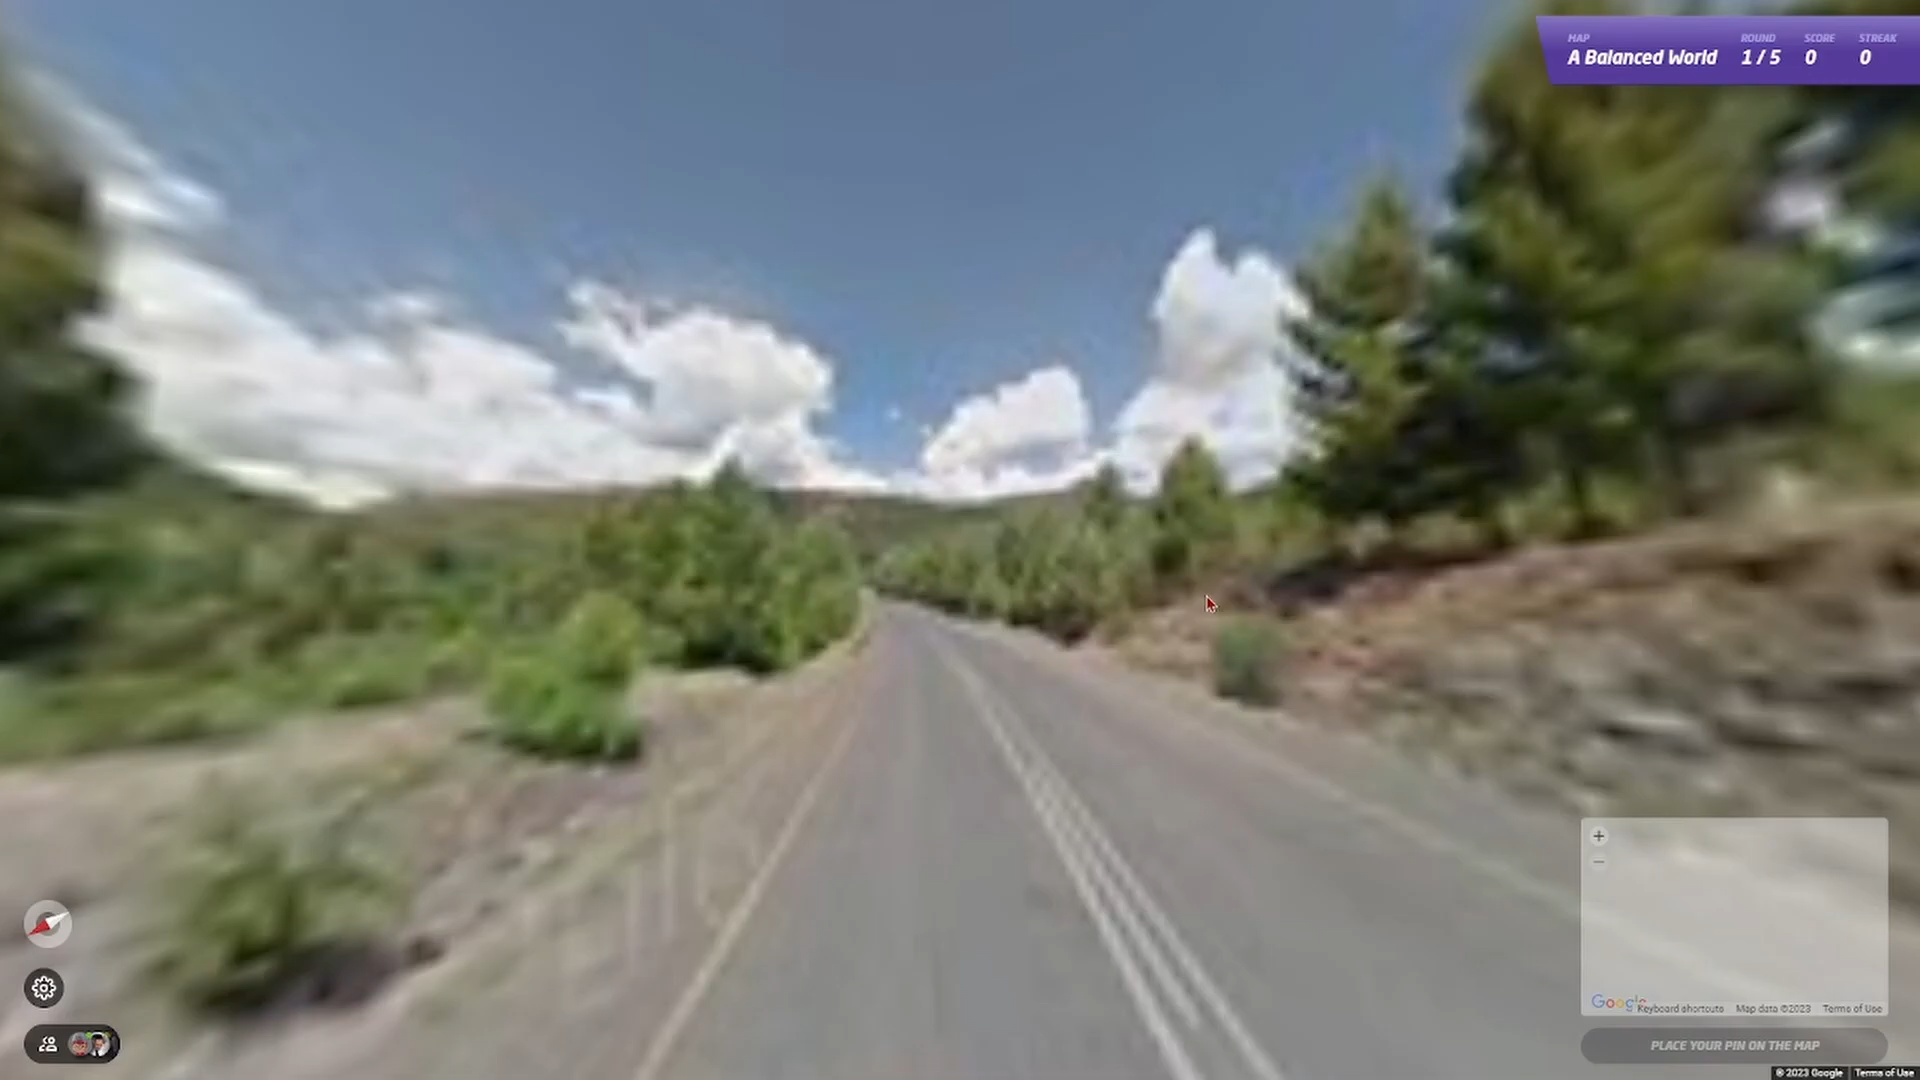 MAP ROUND SCORE STREAK
A Balanced World 1 / 5 0 0
+
−
Google Keyboard shortcuts Map data ©2023 Terms of Use
PLACE YOUR PIN ON THE MAP
© 2023 Google Terms of Use